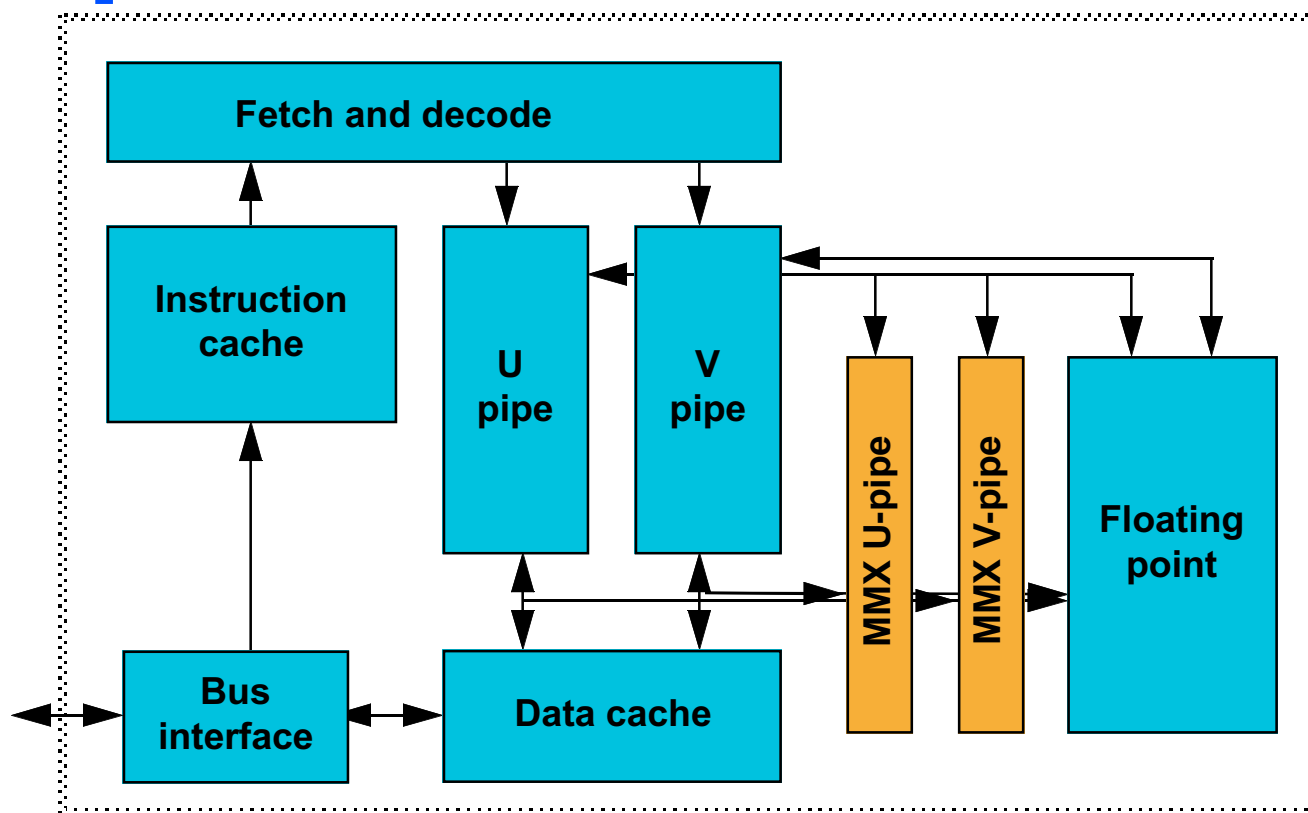 Fetch and decode
Instruction
cache
U
pipe
V
pipe
MMX U-pipe
MMX V-pipe
Floating
point
Bus
interface
Data cache